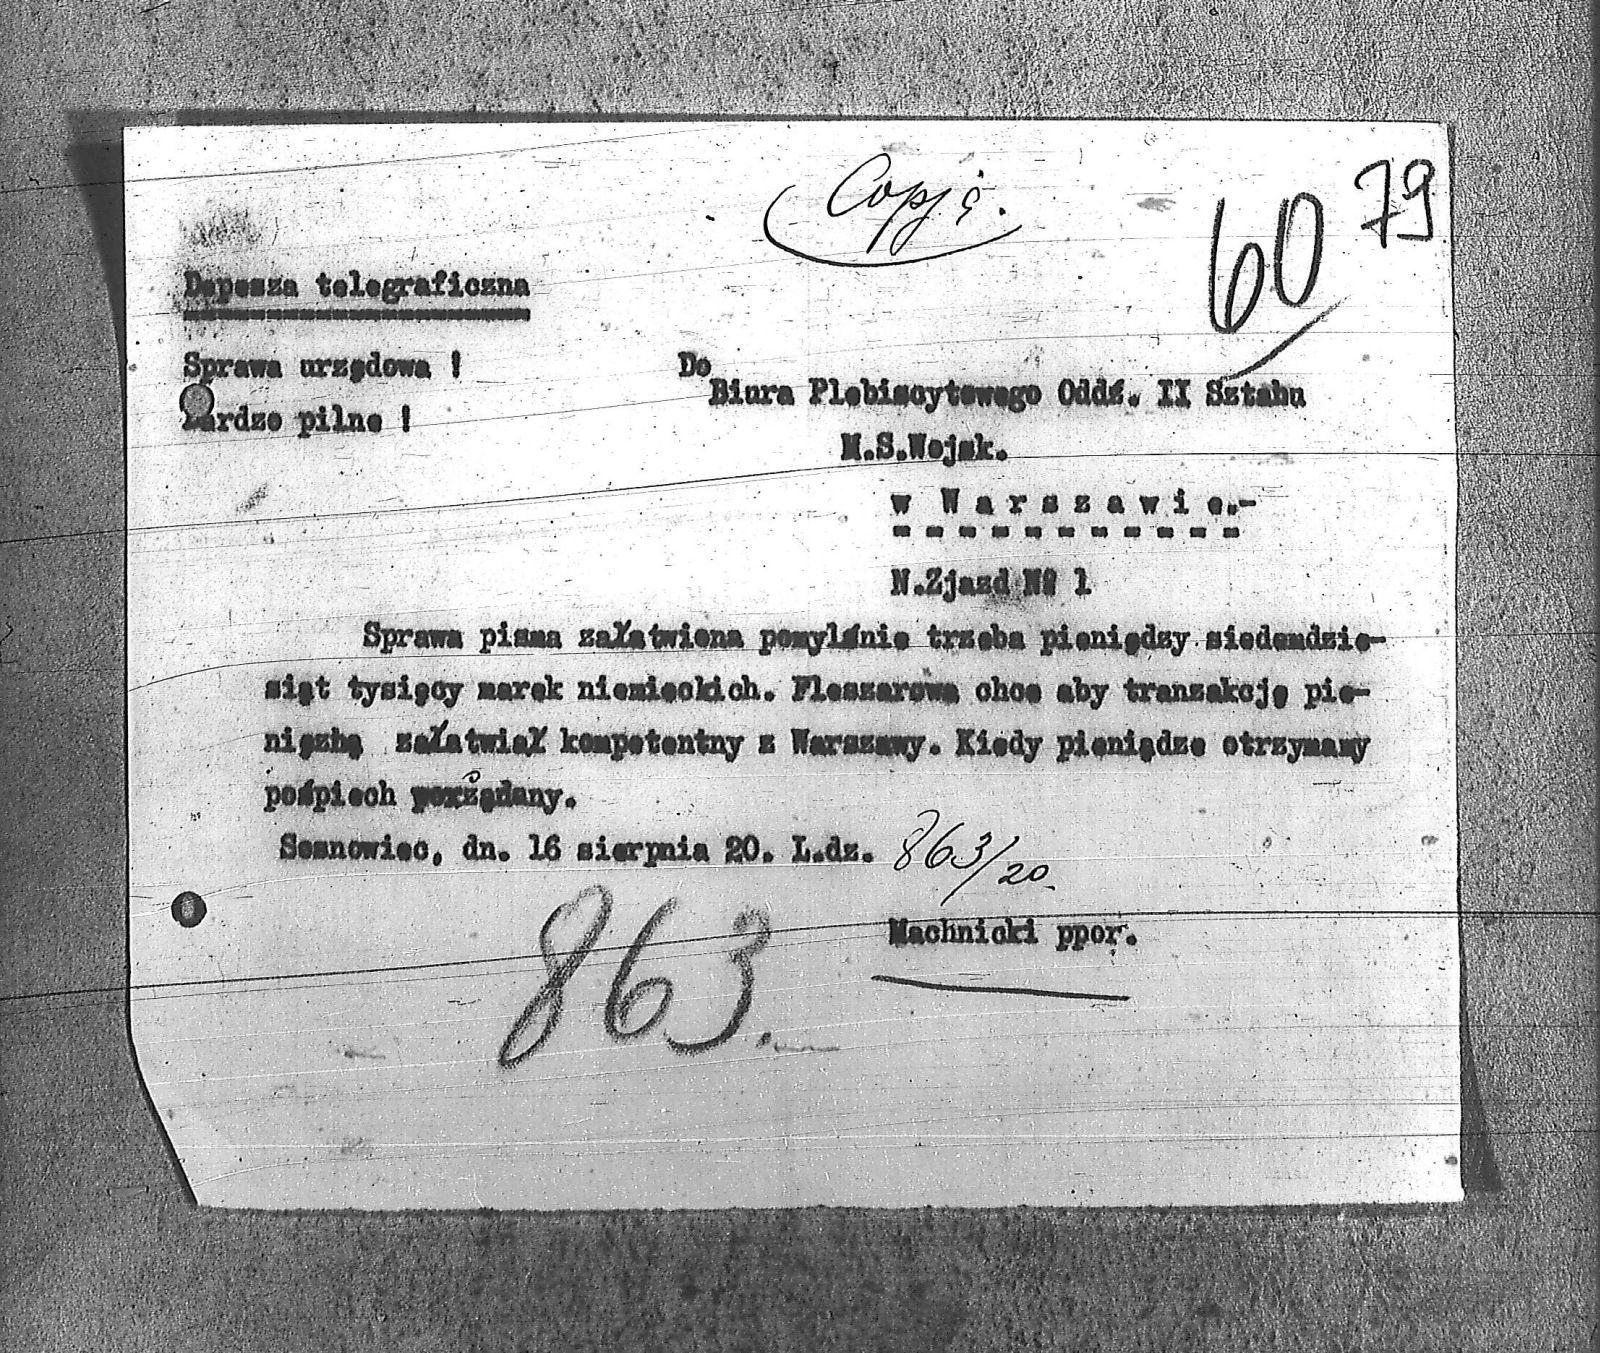 Copja.
60 79
Depesza telegraficzna
Sprawa urzędowa !
Bardzo pilne !
Do
Biura Plebiscytowego Oddź. II Sztabu
M.S.Wojsk.
w Warszawie.-
N.Zjazd № 1
Sprawa pisma załatwiona pomylśnie trzeba pieniędzy siedemdzie-
siąt tysięcy marek niemieckich. Fleszarowa chce aby tranzakcję pie-
niężną załatwiał kompetentny z Warszawy. Kiedy pieniądze otrzymamy
pośpiech pożądany.
Sosnowiec, dn. 16 sierpnia 20. L.dz. 863/20.
Machnicki ppor.
863.